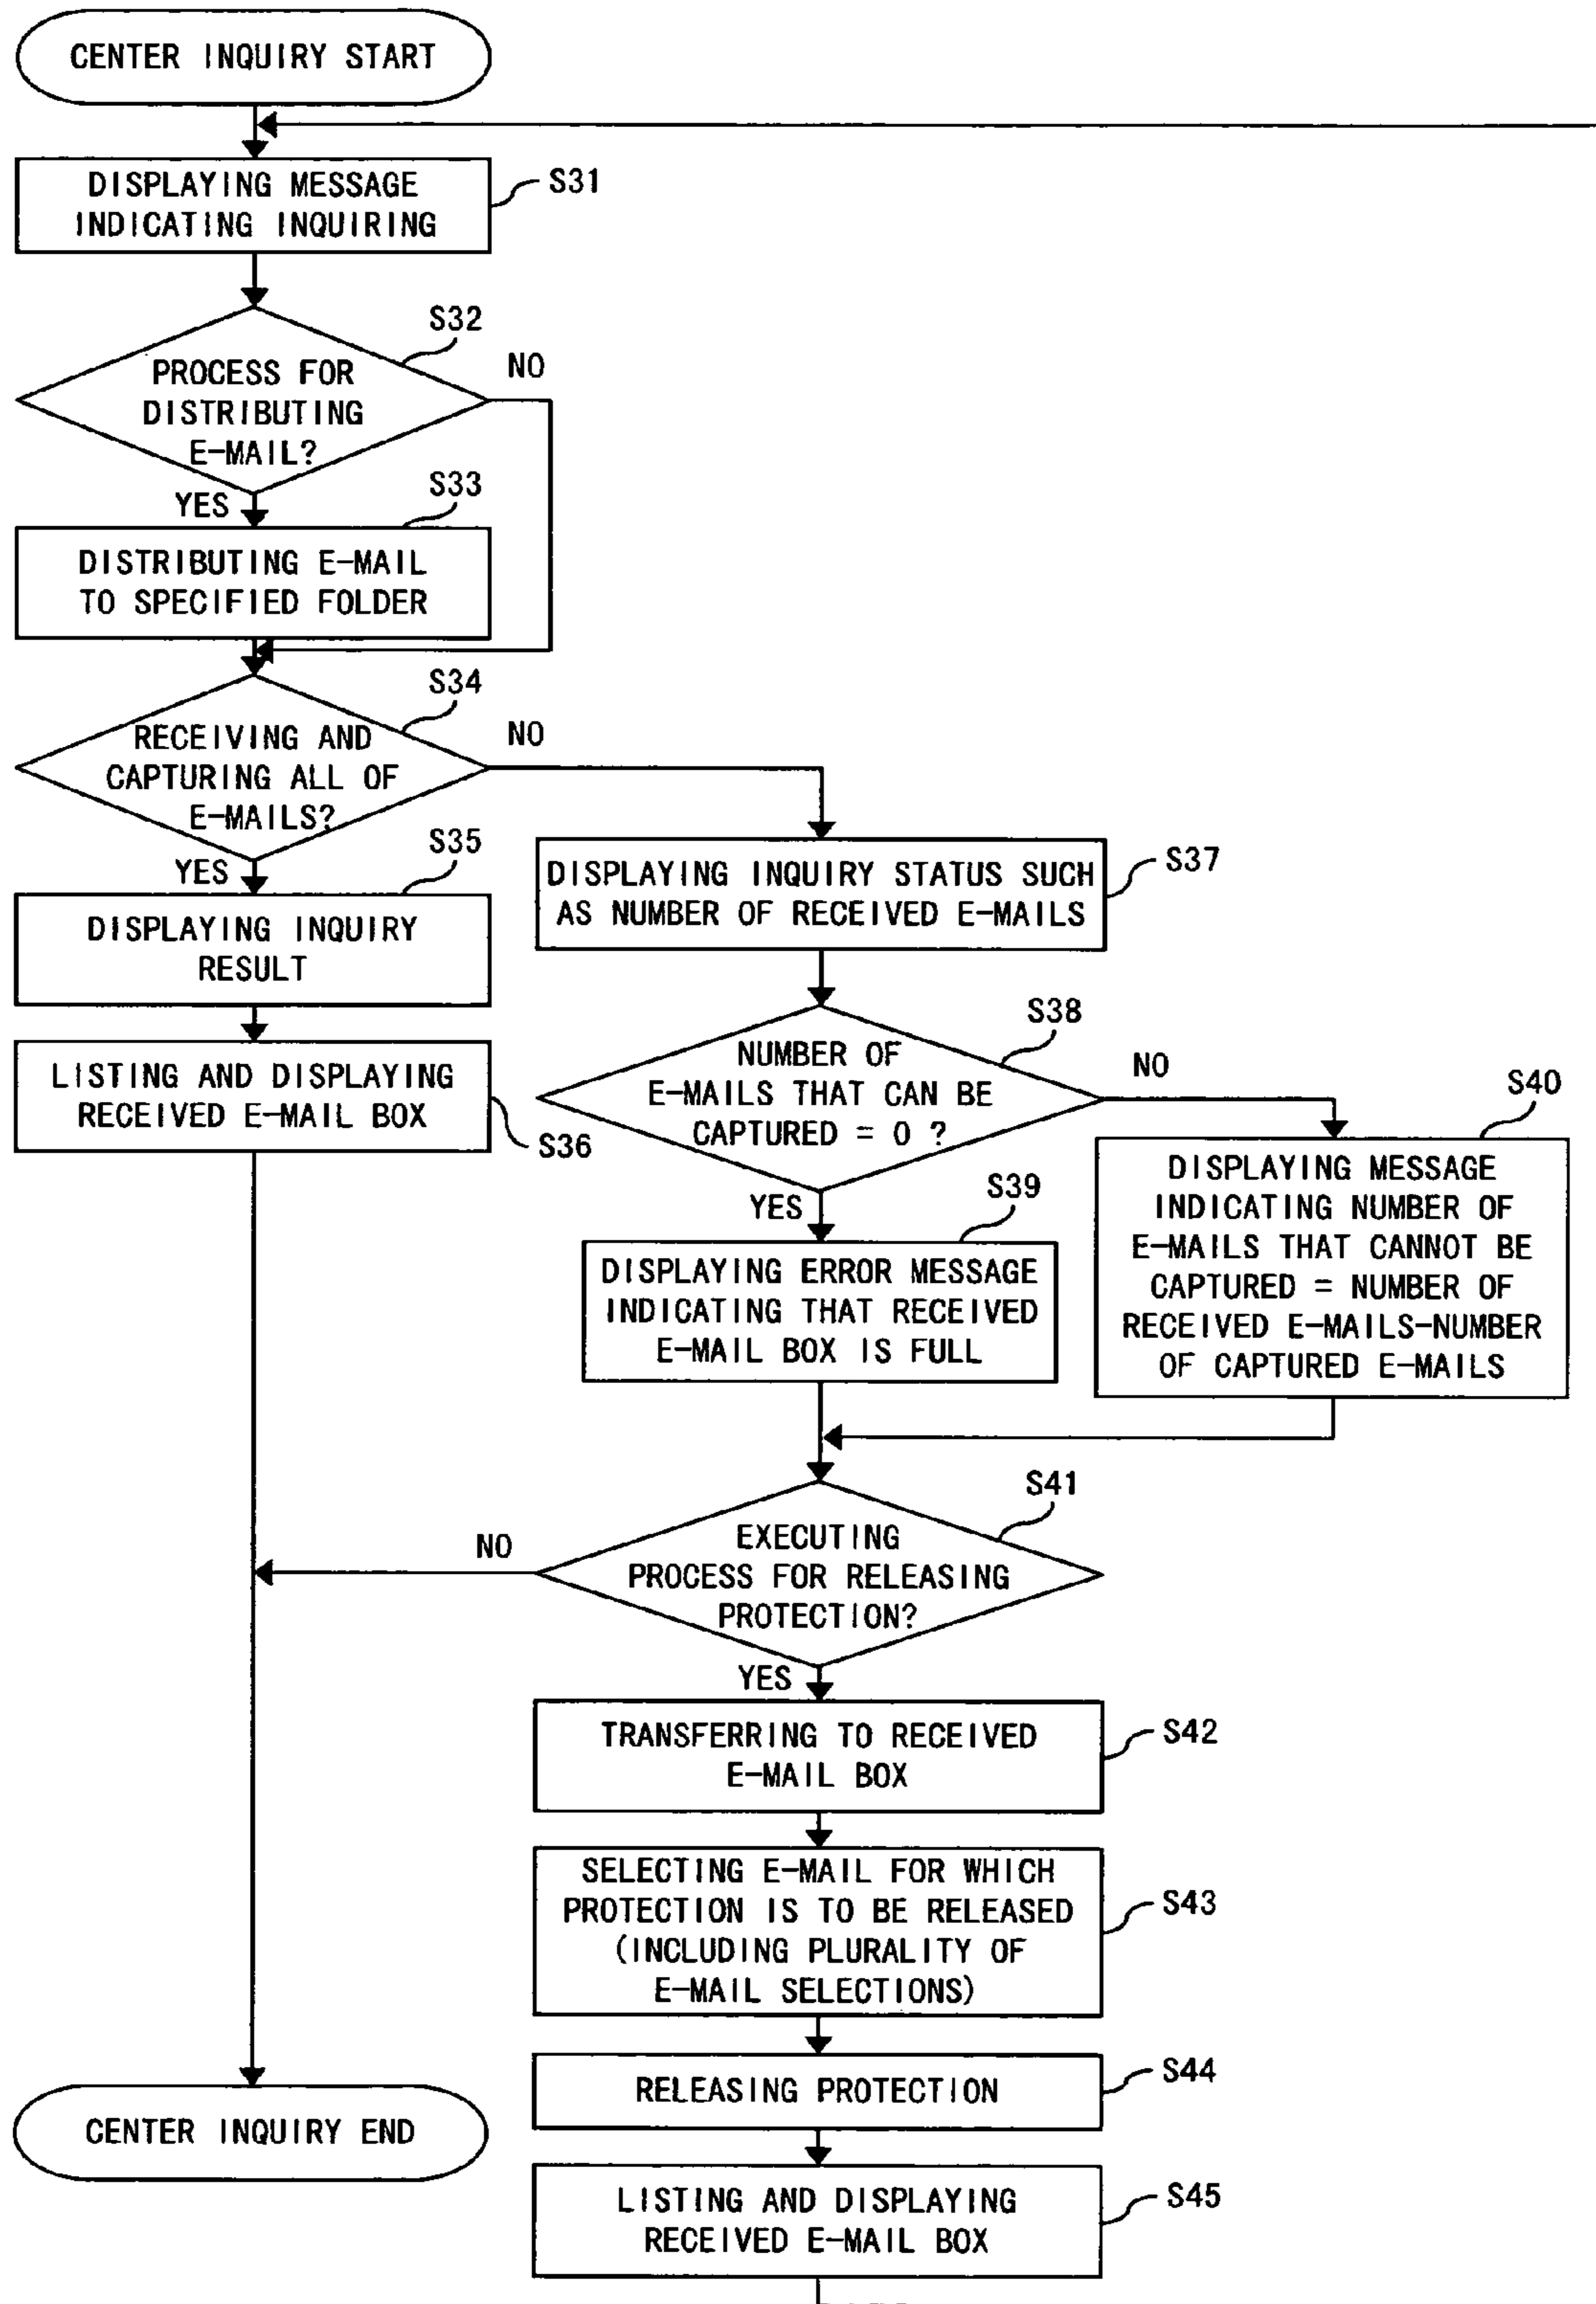 CENTER INQUIRY START
DISPLAYING MESSAGE
INDICATING INQUIRING
S31
S32
PROCESS FOR
DISTRIBUTING
E-MAIL?
NO
YES
S33
DISTRIBUTING E-MAIL
TO SPECIFIED FOLDER
S34
RECEIVING AND
CAPTURING ALL OF
E-MAILS?
NO
YES
S35
DISPLAYING INQUIRY
RESULT
LISTING AND DISPLAYING
RECEIVED E-MAIL BOX
S36
DISPLAYING INQUIRY STATUS SUCH
AS NUMBER OF RECEIVED E-MAILS
S37
S38
NUMBER OF
E-MAILS THAT CAN BE
CAPTURED = 0 ?
NO
YES
S39
DISPLAYING ERROR MESSAGE
INDICATING THAT RECEIVED
E-MAIL BOX IS FULL
S40
DISPLAYING MESSAGE
INDICATING NUMBER OF
E-MAILS THAT CANNOT BE
CAPTURED = NUMBER OF
RECEIVED E-MAILS-NUMBER
OF CAPTURED E-MAILS
S41
EXECUTING
PROCESS FOR RELEASING
PROTECTION?
NO
YES
TRANSFERRING TO RECEIVED
E-MAIL BOX
S42
SELECTING E-MAIL FOR WHICH
PROTECTION IS TO BE RELEASED
(INCLUDING PLURALITY OF
E-MAIL SELECTIONS)
S43
RELEASING PROTECTION
S44
CENTER INQUIRY END
LISTING AND DISPLAYING
RECEIVED E-MAIL BOX
S45